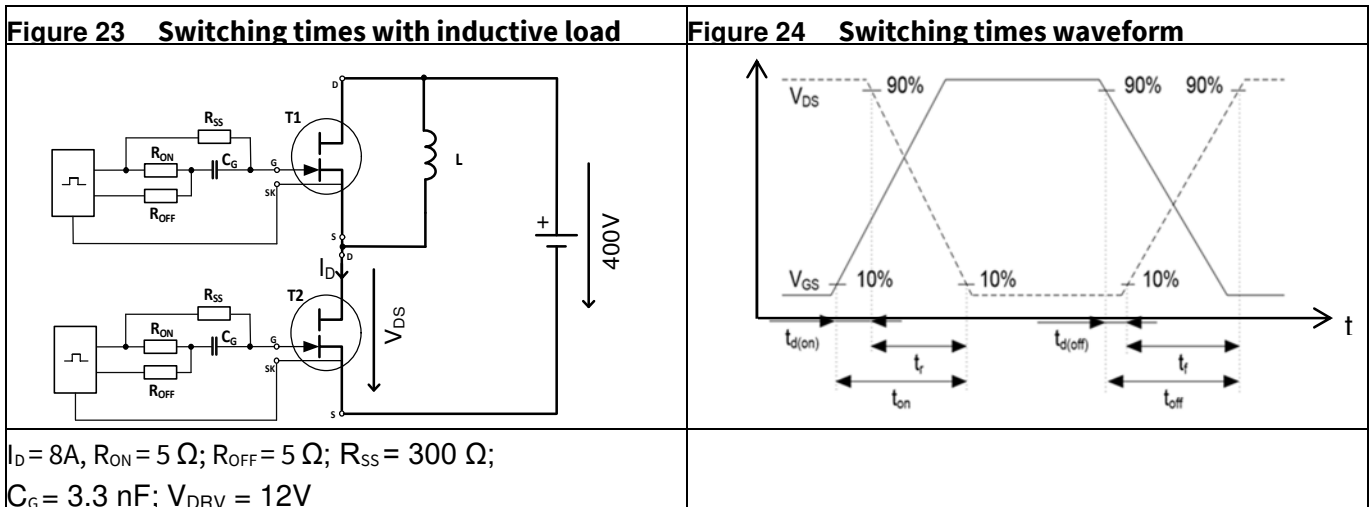 Figure 23 Switching times with inductive load
D
T1
RSS
RON
CG
G
SK
ROFF
S
L
+
400V
D
ID
T2
VDS
RSS
RON
CG
G
SK
ROFF
S
ID = 8A, RON = 5 Ω; ROFF = 5 Ω; RSS = 300 Ω;
CG = 3.3 nF; VDRV = 12V
Figure 24 Switching times waveform
VDS
90%
90%
90%
VGS
10%
10%
10%
t
td(on)
td(off)
tr
tf
ton
toff